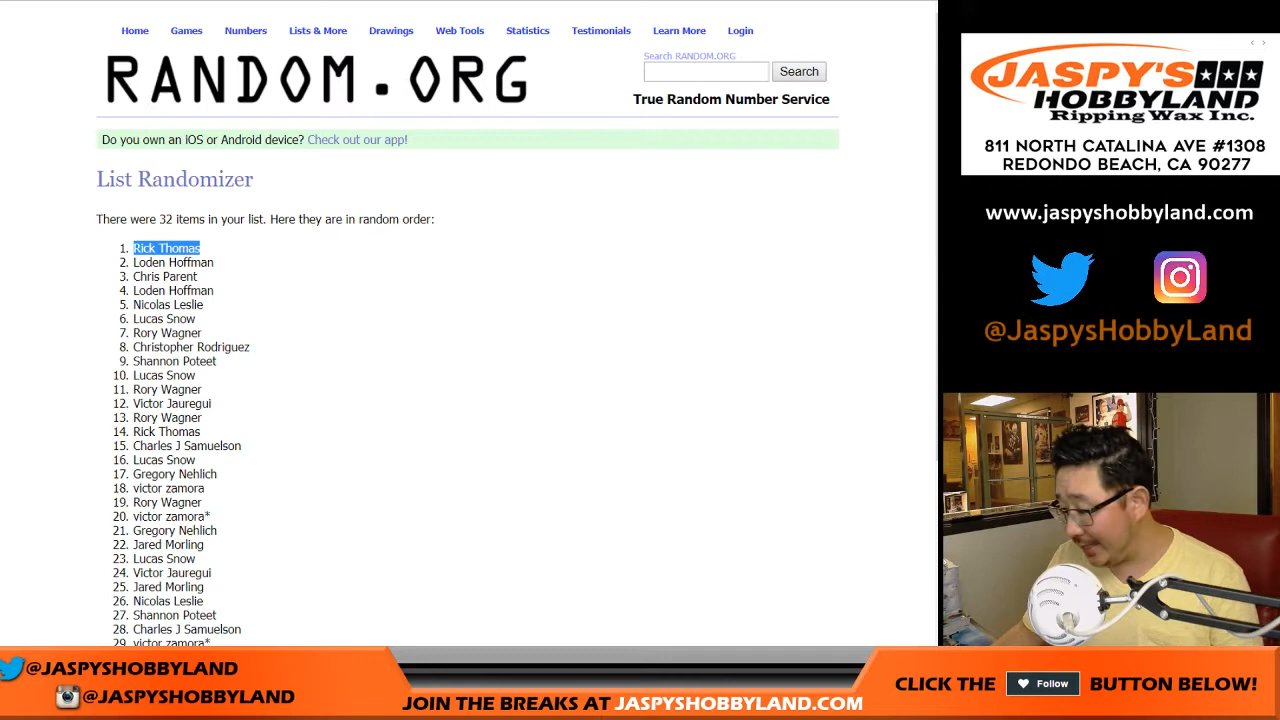 Home Games Numbers Lists & More Drawings Web Tools Statistics Testimonials Learn More Login
RANDOM.ORG
Search RANDOM.ORG
Search
True Random Number Service
Do you own an iOS or Android device? Check out our app!
List Randomizer
There were 32 items in your list. Here they are in random order:
1. Rick Thomas
2. Loden Hoffman
3. Chris Parent
4. Loden Hoffman
5. Nicolas Leslie
6. Lucas Snow
7. Rory Wagner
8. Christopher Rodriguez
9. Shannon Poteet
10. Lucas Snow
11. Rory Wagner
12. Victor Jauregui
13. Rory Wagner
14. Rick Thomas
15. Charles J Samuelson
16. Lucas Snow
17. Gregory Nehlich
18. victor zamora
19. Rory Wagner
20. victor zamora*
21. Gregory Nehlich
22. Jared Morling
23. Lucas Snow
24. Victor Jauregui
25. Jared Morling
26. Nicolas Leslie
27. Shannon Poteet
28. Charles J Samuelson
29. victor zamora*
JASPY'S
HOBBYLAND
Ripping Wax Inc.
811 NORTH CATALINA AVE #1308
REDONDO BEACH, CA 90277
www.jaspyshobbyland.com
@JaspysHobbyLand
@JASPYSHOBBYLAND
@JASPYSHOBBYLAND
JOIN THE BREAKS AT JASPYSHOBBYLAND.COM
CLICK THE Follow BUTTON BELOW!